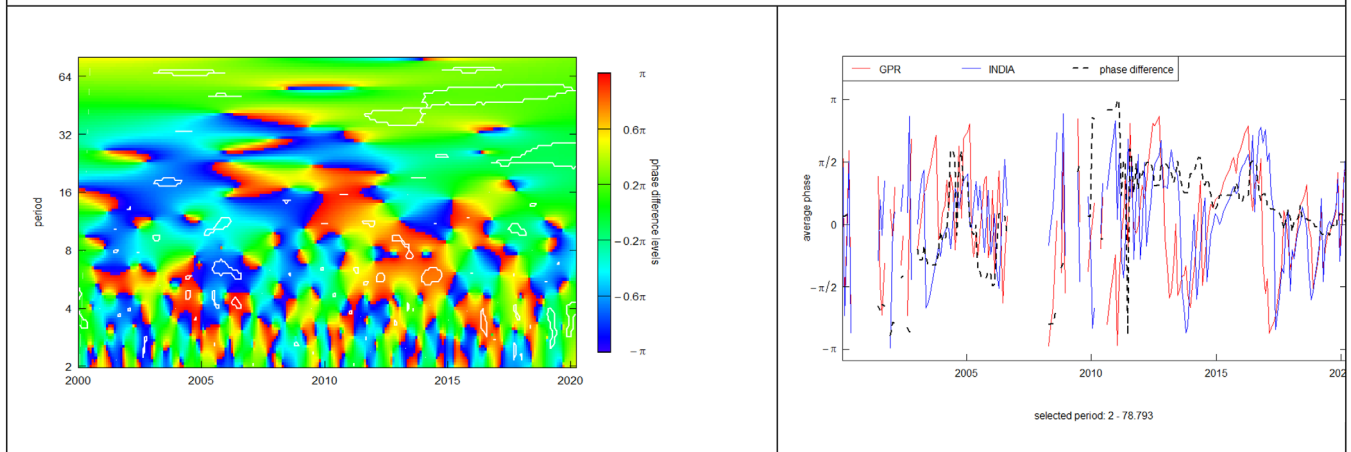 64
32
16
8
4
2
period
2000
2005
2010
2015
2020
π
0.6π
0.2π
-0.2π
-0.6π
-π
phase difference levels
GPR INDIA phase difference
π
π/2
0
-π/2
-π
average phase
2005
2010
2015
202
selected period: 2 - 78.793